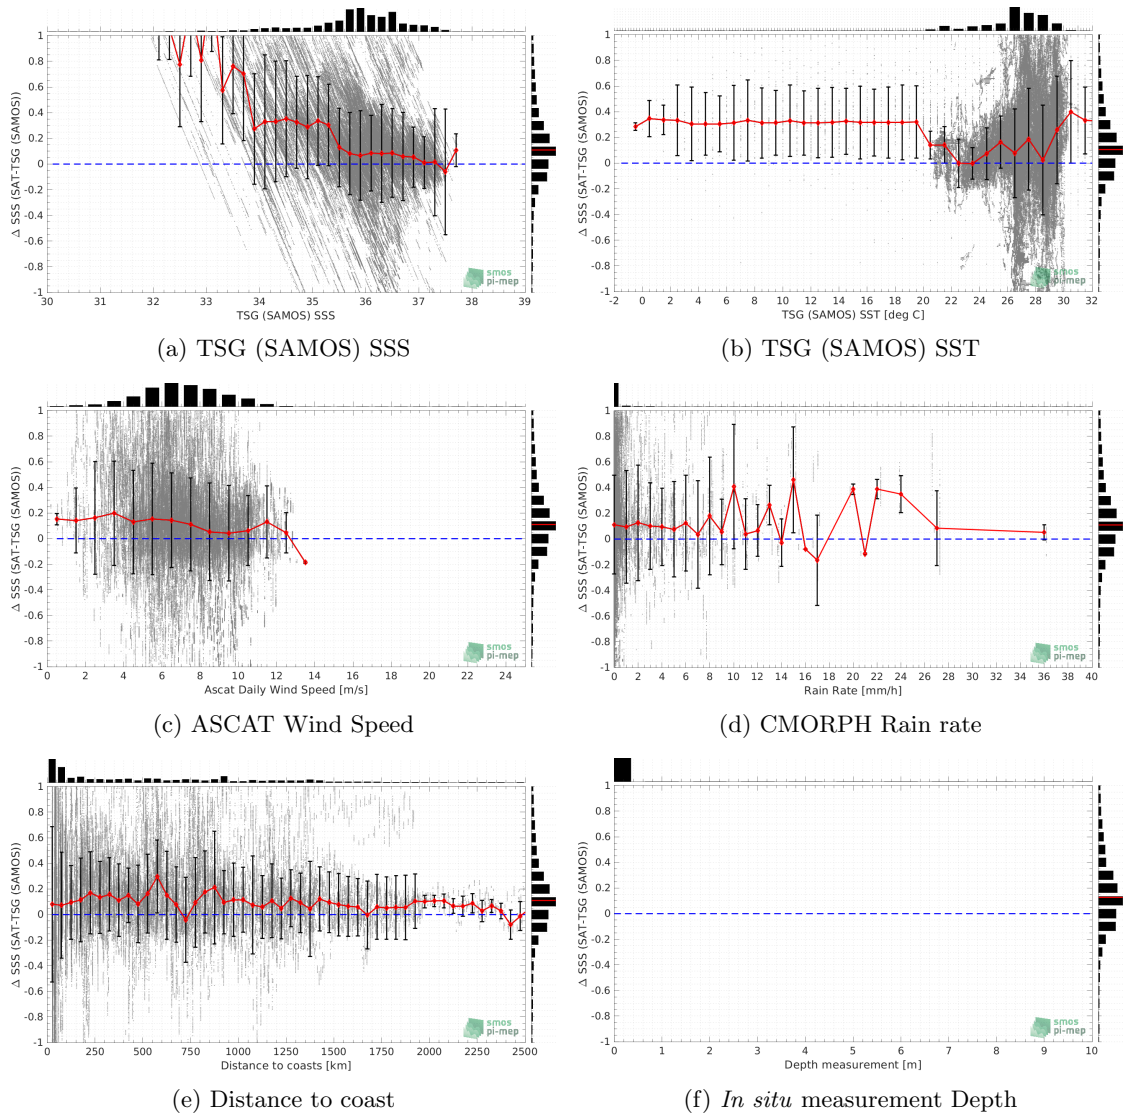 1
0.8
0.6
0.4
0.2
0
-0.2
-0.4
-0.6
-0.8
-1
Δ SSS (SAT-TSG (SAMOS))
smos
pi-mep
30 31 32 33 34 35 36 37 38 39
TSG (SAMOS) SSS
(a) TSG (SAMOS) SSS
1
0.8
0.6
0.4
0.2
0
-0.2
-0.4
-0.6
-0.8
-1
Δ SSS (SAT-TSG (SAMOS))
smos
pi-mep
-2 0 2 4 6 8 10 12 14 16 18 20 22 24 26 28 30 32
TSG (SAMOS) SST [deg C]
(b) TSG (SAMOS) SST
1
0.8
0.6
0.4
0.2
0
-0.2
-0.4
-0.6
-0.8
-1
Δ SSS (SAT-TSG (SAMOS))
smos
pi-mep
0 2 4 6 8 10 12 14 16 18 20 22 24
Ascat Daily Wind Speed [m/s]
(c) ASCAT Wind Speed
1
0.8
0.6
0.4
0.2
0
-0.2
-0.4
-0.6
-0.8
-1
Δ SSS (SAT-TSG (SAMOS))
smos
pi-mep
0 2 4 6 8 10 12 14 16 18 20 22 24 26 28 30 32 34 36 38 40
Rain Rate [mm/h]
(d) CMORPH Rain rate
1
0.8
0.6
0.4
0.2
0
-0.2
-0.4
-0.6
-0.8
-1
Δ SSS (SAT-TSG (SAMOS))
smos
pi-mep
0 250 500 750 1000 1250 1500 1750 2000 2250 2500
Distance to coasts [km]
(e) Distance to coast
1
0.8
0.6
0.4
0.2
0
-0.2
-0.4
-0.6
-0.8
-1
Δ SSS (SAT-TSG (SAMOS))
smos
pi-mep
0 1 2 3 4 5 6 7 8 9 10
Depth measurement [m]
(f) In situ measurement Depth